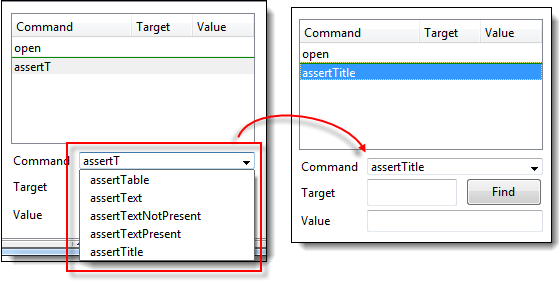 Command Target Value
open
assertT
Command assertT
assertTable
Target assertText
assertTextNotPresent
Value assertTextPresent
assertTitle
Command Target Value
open
assertTitle
Command assertTitle
Target Find
Value